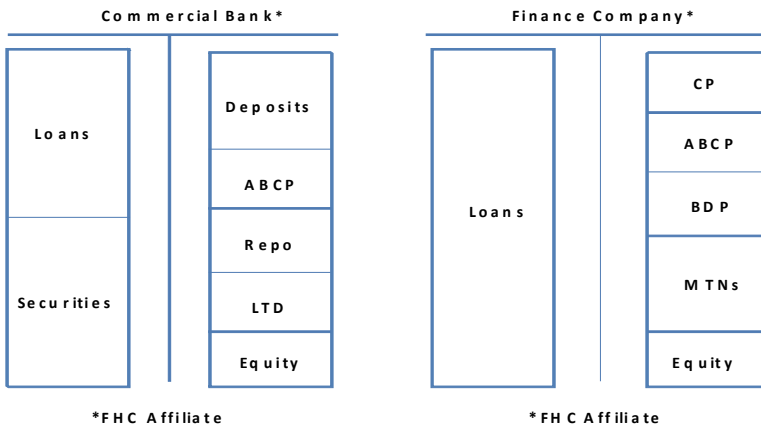 Commercial Bank*
Loans
Securities
Deposits
ABCP
Repo
LTD
Equity
*FHC Affiliate
Finance Company*
Loans
CP
ABCP
BDP
MTNs
Equity
*FHC Affiliate